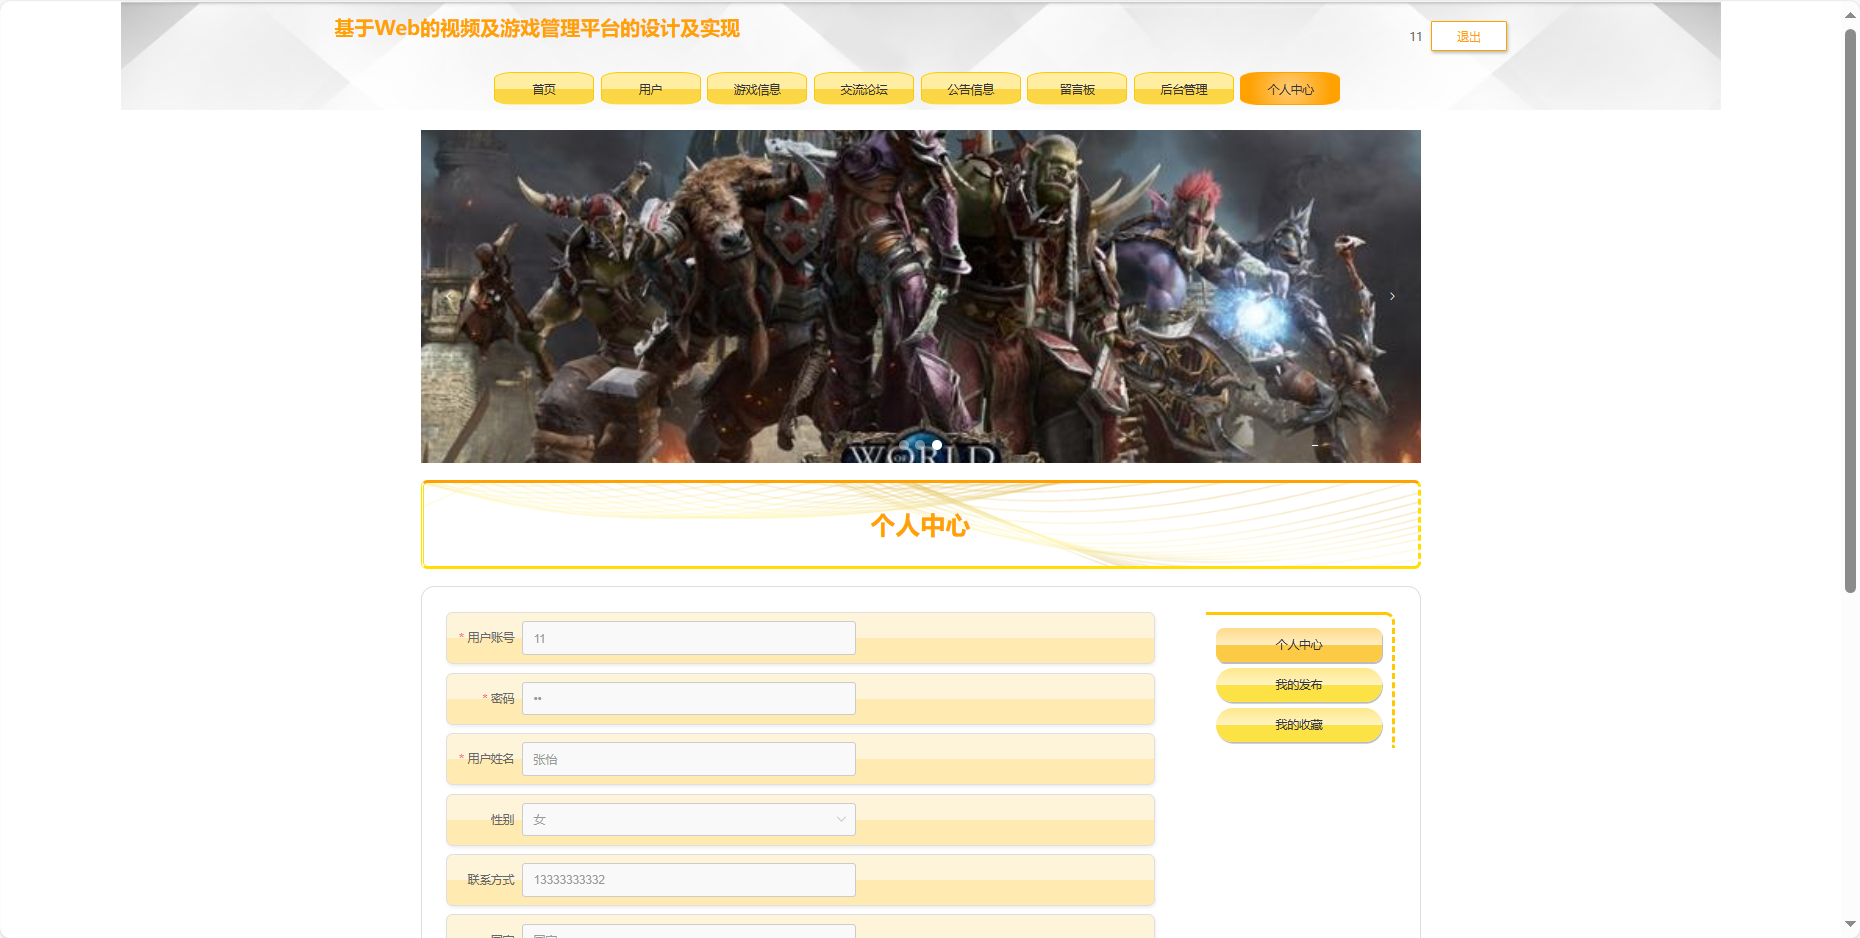 基于Web的视频及游戏管理平台的设计及实现
11 退出
首页 用户 游戏信息 交流论坛 公告信息 留言板 后台管理 个人中心
WORLD
OF
个人中心
* 用户账号 11
* 密码 ••
* 用户姓名 张怡
性别 女
联系方式 13333333332
个人中心
我的发布
我的收藏